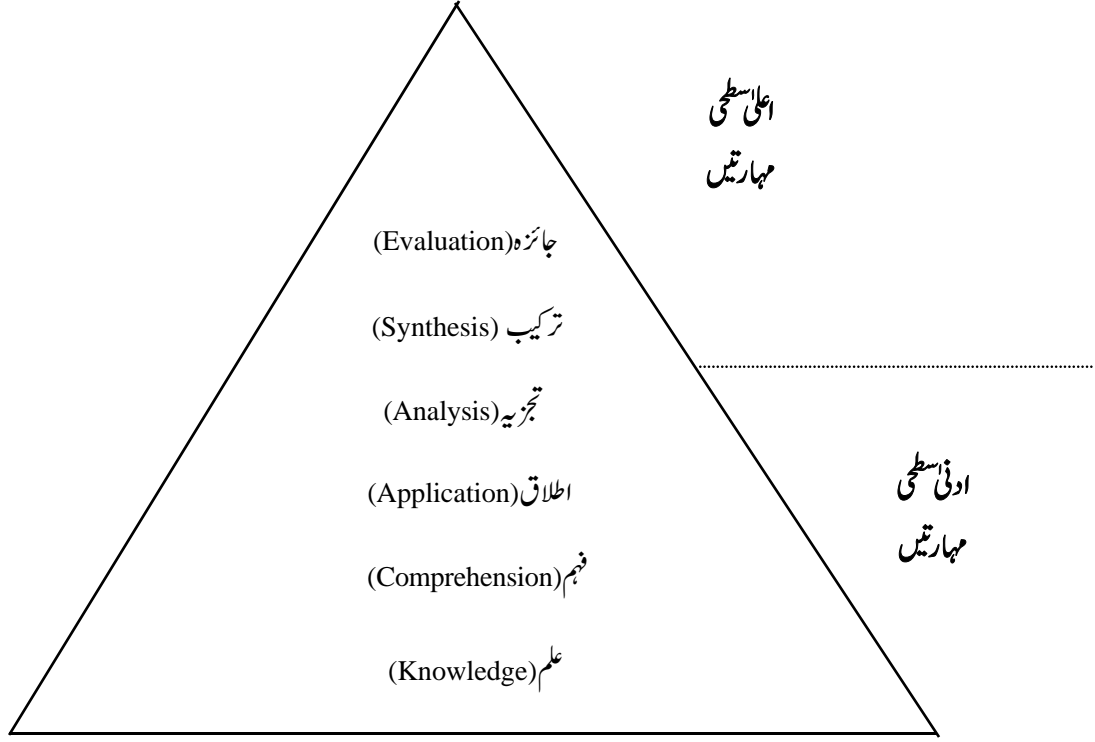 اعلیٰ سطحی
مہارتیں
جائزہ(Evaluation)
ترکیب (Synthesis)
تجزیہ(Analysis)
اطلاق(Application)
فہم(Comprehension)
علم(Knowledge)
ادنیٰ سطحی
مہارتیں